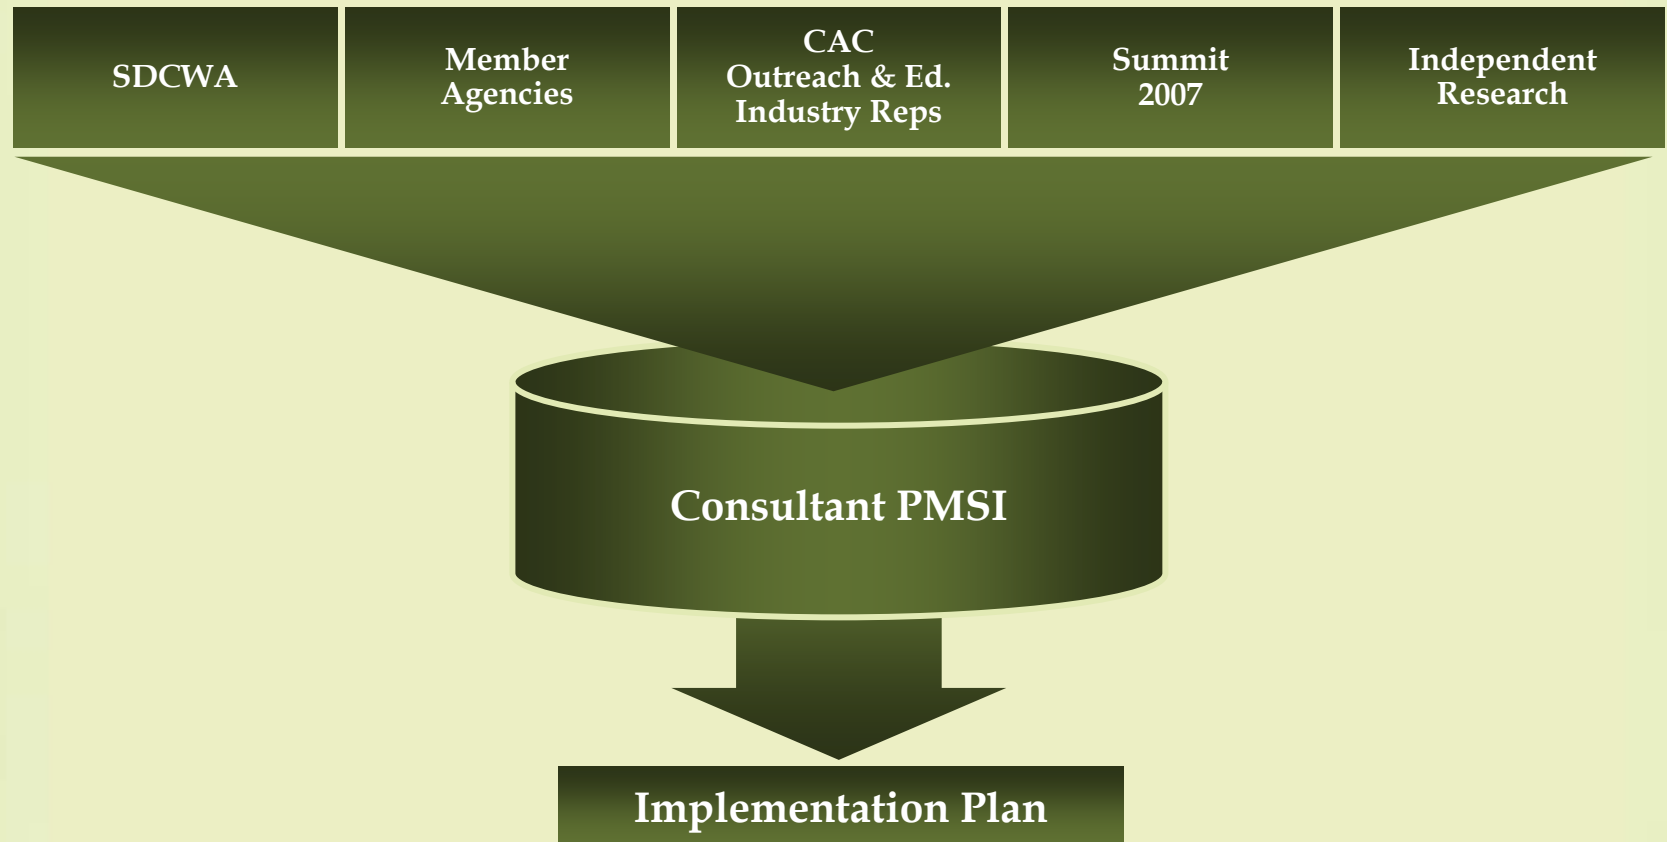 SDCWA
Member
Agencies
CAC
Outreach & Ed.
Industry Reps
Summit
2007
Independent
Research
Consultant PMSI
Implementation Plan